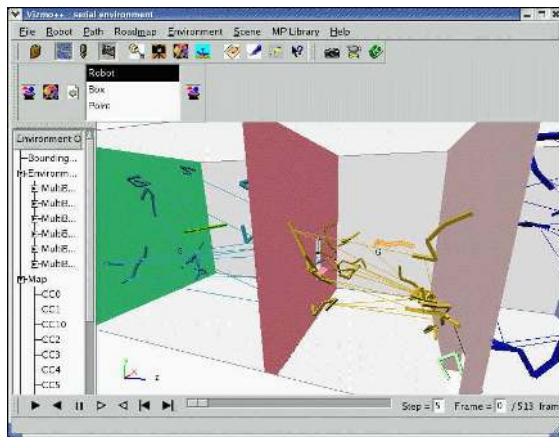 Vizmo++ - serial environment
File Robot Path Roadmap Environment Scene MP Library Help
Robot
Box
Point
Environment O
Bounding...
Environm...
MultiB...
MultiB...
MultiB...
MultiB...
MultiB...
Map
CC0
CC1
CC10
CC2
CC3
CC4
CC5
G
G
y
x
z
Step = 5 Frame = 0 / 513 fram